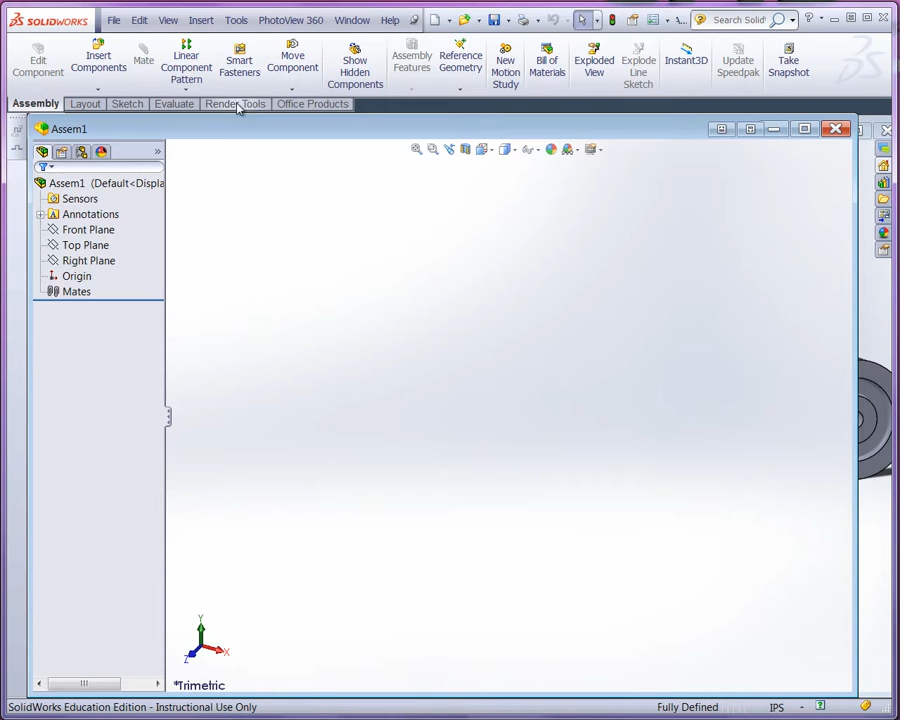 SOLIDWORKS File Edit View Insert Tools PhotoView 360 Window Help Search Solid
Edit Component
Insert Components
Mate
Linear Component Pattern
Smart Fasteners
Move Component
Show Hidden Components
Assembly Features
Reference Geometry
New Motion Study
Bill of Materials
Exploded View
Explode Line Sketch
Instant3D
Update Speedpak
Take Snapshot
Assembly Layout Sketch Evaluate Render Tools Office Products
Assem1
Assem1 (Default<Displa
Sensors
Annotations
Front Plane
Top Plane
Right Plane
Origin
Mates
Y
X
Z
*Trimetric
SolidWorks Education Edition - Instructional Use Only Fully Defined IPS